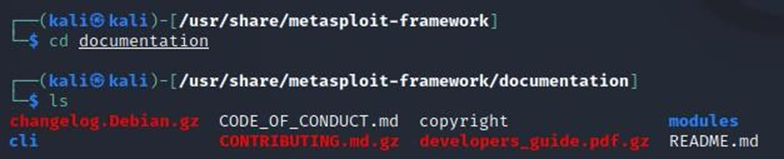 ┌──(kali㉿kali)-[/usr/share/metasploit-framework]
└─$ cd documentation
┌──(kali㉿kali)-[/usr/share/metasploit-framework/documentation]
└─$ ls
changelog.Debian.gz CODE_OF_CONDUCT.md copyright modules
cli CONTRIBUTING.md.gz developers_guide.pdf.gz README.md